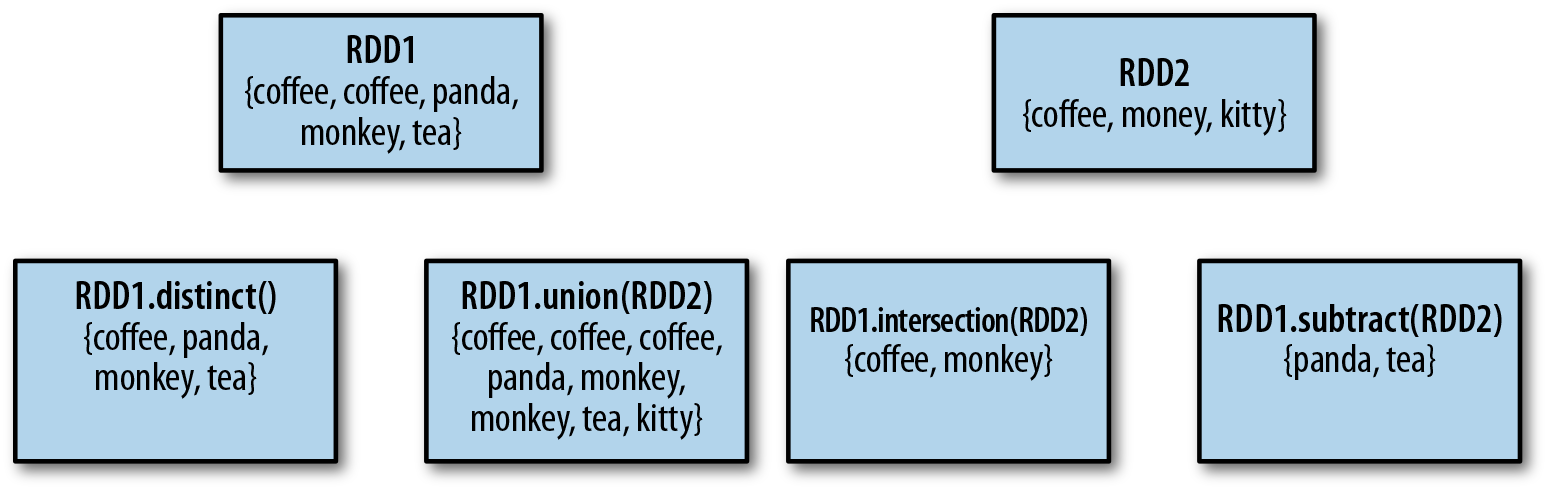 RDD1
{coffee, coffee, panda,
monkey, tea}
RDD2
{coffee, money, kitty}
RDD1.distinct()
{coffee, panda,
monkey, tea}
RDD1.union(RDD2)
{coffee, coffee, coffee,
panda, monkey,
monkey, tea, kitty}
RDD1.intersection(RDD2)
{coffee, monkey}
RDD1.subtract(RDD2)
{panda, tea}